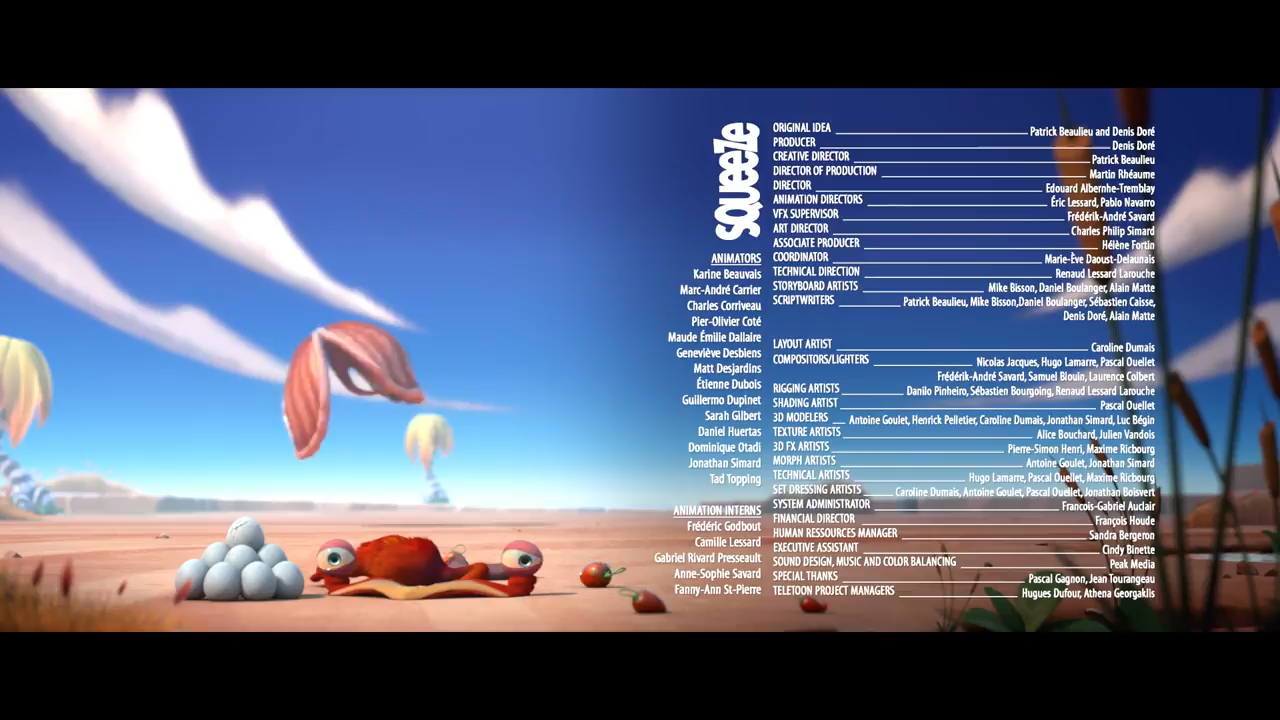 squeeze
ORIGINAL IDEA Patrick Beaulieu and Denis Doré
PRODUCER Denis Doré
CREATIVE DIRECTOR Patrick Beaulieu
DIRECTOR OF PRODUCTION Martin Rhéaume
DIRECTOR Edouard Albernhe-Tremblay
ANIMATION DIRECTORS Éric Lessard, Pablo Navarro
VFX SUPERVISOR Frédérik-André Savard
ART DIRECTOR Charles Philip Simard
ASSOCIATE PRODUCER Hélène Fortin
COORDINATOR Marie-Ève Daoust-Delaunais
TECHNICAL DIRECTION Renaud Lessard Larouche
STORYBOARD ARTISTS Mike Bisson, Daniel Boulanger, Alain Matte
SCRIPTWRITERS Patrick Beaulieu, Mike Bisson,Daniel Boulanger, Sébastien Caisse,
Denis Doré, Alain Matte
LAYOUT ARTIST Caroline Dumais
COMPOSITORS/LIGHTERS Nicolas Jacques, Hugo Lamarre, Pascal Ouellet
Frédérik-André Savard, Samuel Blouin, Laurence Colbert
RIGGING ARTISTS Danilo Pinheiro, Sébastien Bourgoing, Renaud Lessard Larouche
SHADING ARTIST Pascal Ouellet
3D MODELERS Antoine Goulet, Henrick Pelletier, Caroline Dumais, Jonathan Simard, Luc Bégin
TEXTURE ARTISTS Alice Bouchard, Julien Vandois
3D FX ARTISTS Pierre-Simon Henri, Maxime Ricbourg
MORPH ARTISTS Antoine Goulet, Jonathan Simard
TECHNICAL ARTISTS Hugo Lamarre, Pascal Ouellet, Maxime Ricbourg
SET DRESSING ARTISTS Caroline Dumais, Antoine Goulet, Pascal Ouellet, Jonathan Boisvert
SYSTEM ADMINISTRATOR Francois-Gabriel Auclair
FINANCIAL DIRECTOR François Houde
HUMAN RESSOURCES MANAGER Sandra Bergeron
EXECUTIVE ASSISTANT Cindy Binette
SOUND DESIGN, MUSIC AND COLOR BALANCING Peak Media
SPECIAL THANKS Pascal Gagnon, Jean Tourangeau
TELETOON PROJECT MANAGERS Hugues Dufour, Athena Georgaklis
ANIMATORS
Karine Beauvais
Marc-André Carrier
Charles Corriveau
Pier-Olivier Coté
Maude Émilie Dallaire
Geneviève Desbiens
Matt Desjardins
Étienne Dubois
Guillermo Dupinet
Sarah Gilbert
Daniel Huertas
Dominique Otadi
Jonathan Simard
Tad Topping
ANIMATION INTERNS
Frédéric Godbout
Camille Lessard
Gabriel Rivard Presseault
Anne-Sophie Savard
Fanny-Ann St-Pierre